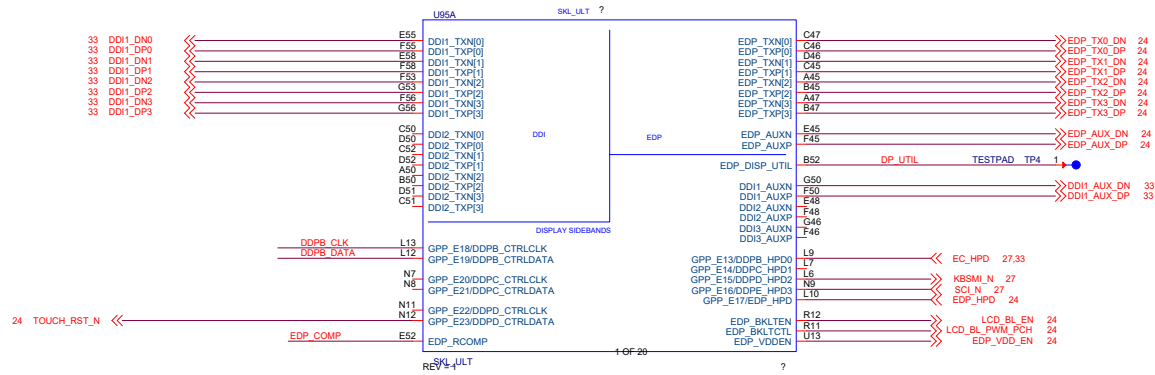 U95A
SKL_ULT ?
33 DDI1_DN0 E55 DDI1_TXN[0] EDP_TXN[0] C47 EDP_TX0_DN 24
33 DDI1_DP0 F55 DDI1_TXP[0] EDP_TXP[0] C46 EDP_TX0_DP 24
33 DDI1_DN1 E58 DDI1_TXN[1] EDP_TXN[1] D46 EDP_TX1_DN 24
33 DDI1_DP1 F58 DDI1_TXP[1] EDP_TXP[1] C45 EDP_TX1_DP 24
33 DDI1_DN2 F53 DDI1_TXN[2] EDP_TXN[2] A45 EDP_TX2_DN 24
33 DDI1_DP2 G53 DDI1_TXP[2] EDP_TXP[2] B45 EDP_TX2_DP 24
33 DDI1_DN3 F56 DDI1_TXN[3] EDP_TXN[3] A47 EDP_TX3_DN 24
33 DDI1_DP3 G56 DDI1_TXP[3] EDP_TXP[3] B47 EDP_TX3_DP 24
C50 DDI2_TXN[0] DDI EDP EDP_AUXN E45 EDP_AUX_DN 24
D50 DDI2_TXP[0] EDP_AUXP F45 EDP_AUX_DP 24
C52 DDI2_TXN[1]
D52 DDI2_TXP[1] EDP_DISP_UTIL B52 DP_UTIL TESTPAD TP4 1
A50 DDI2_TXN[2]
B50 DDI2_TXP[2] DDI1_AUXN G50 DDI1_AUX_DN 33
D51 DDI2_TXN[3] DDI1_AUXP F50 DDI1_AUX_DP 33
C51 DDI2_TXP[3] DDI2_AUXN E48
DDI2_AUXP F48
DISPLAY SIDEBANDS DDI3_AUXN G46
DDI3_AUXP F46
DDPB_CLK L13 GPP_E18/DDPB_CTRLCLK
DDPB_DATA L12 GPP_E19/DDPB_CTRLDATA GPP_E13/DDPB_HPD0 L9 EC_HPD 27,33
GPP_E14/DDPC_HPD1 L7
N7 GPP_E20/DDPC_CTRLCLK GPP_E15/DDPD_HPD2 L6 KBSMI_N 27
N8 GPP_E21/DDPC_CTRLDATA GPP_E16/DDPE_HPD3 N9 SCI_N 27
GPP_E17/EDP_HPD L10 EDP_HPD 24
N11 GPP_E22/DDPD_CTRLCLK
24 TOUCH_RST_N N12 GPP_E23/DDPD_CTRLDATA EDP_BKLTEN R12 LCD_BL_EN 24
EDP_BKLTCTL R11 LCD_BL_PWM_PCH 24
EDP_COMP E52 EDP_RCOMP EDP_VDDEN U13 EDP_VDD_EN 24
1 OF 20
SKL_ULT
REV = 1 ?